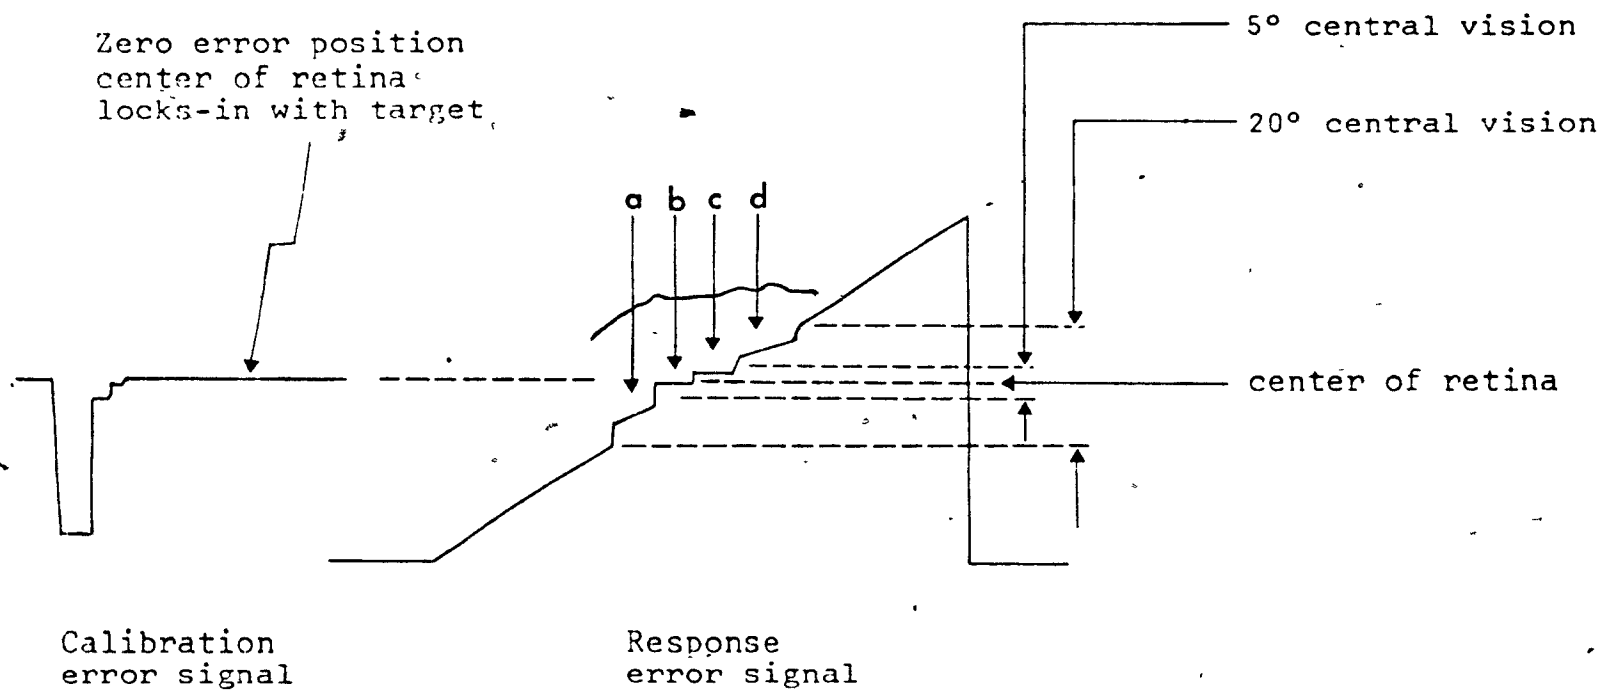 Zero error position
center of retina
locks-in with target
5° central vision
20° central vision
a b c d
center of retina
Calibration
error signal
Response
error signal